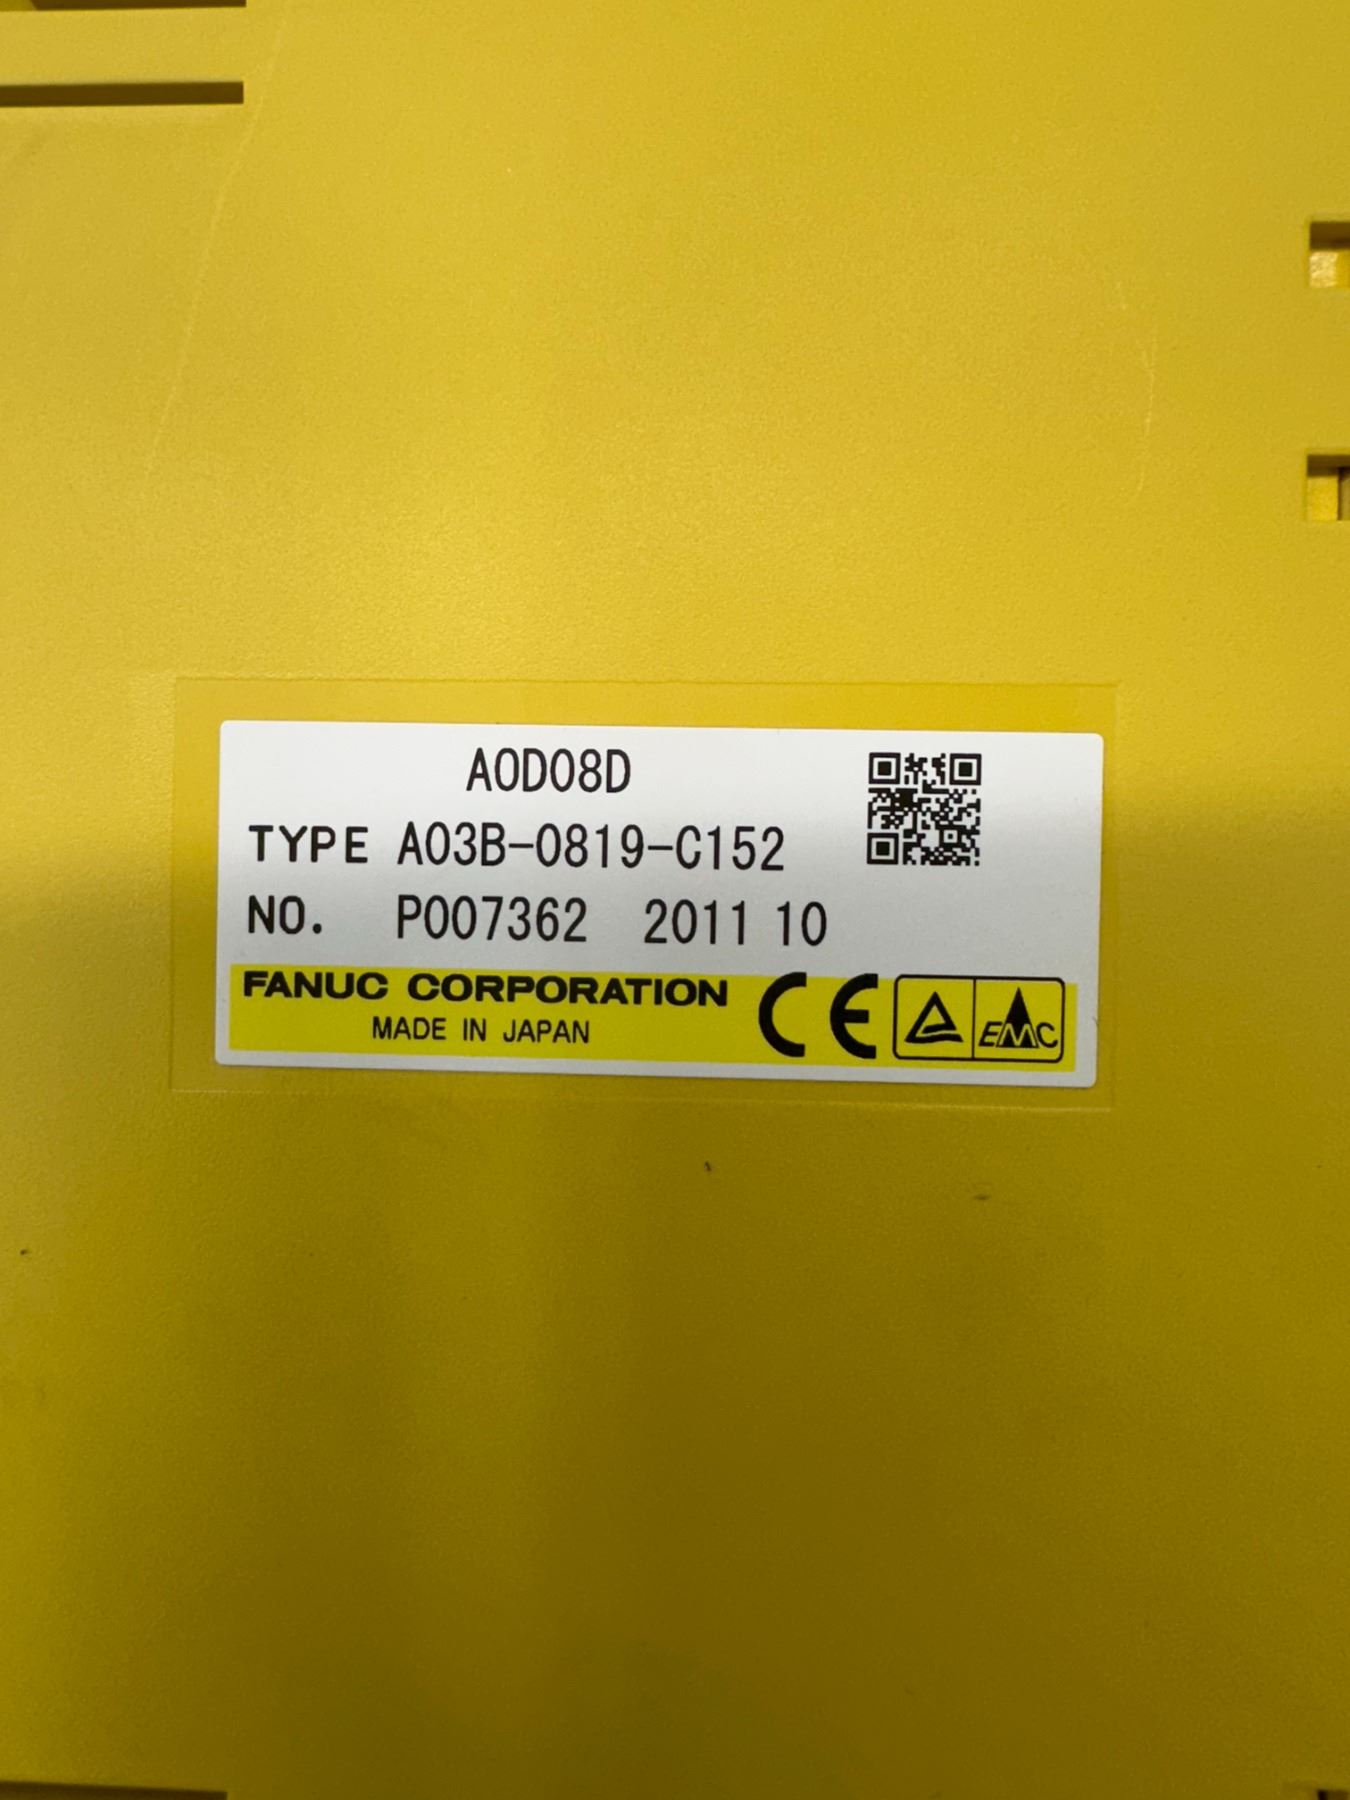 AOD08D
TYPE A03B-0819-C152
NO. P007362 2011 10
FANUC CORPORATION
MADE IN JAPAN
CE
EMC